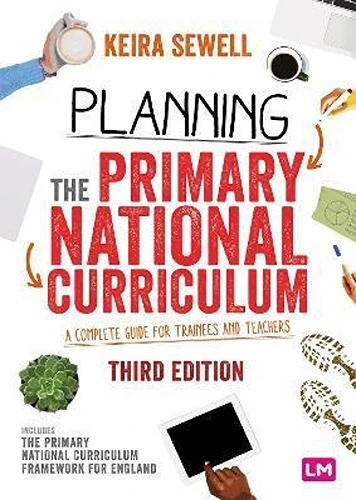 KEIRA SEWELL
PLANNING
THE PRIMARY
NATIONAL
CURRICULUM
A COMPLETE GUIDE FOR TRAINEES AND TEACHERS
THIRD EDITION
INCLUDES
THE PRIMARY
NATIONAL CURRICULUM
FRAMEWORK FOR ENGLAND
LM